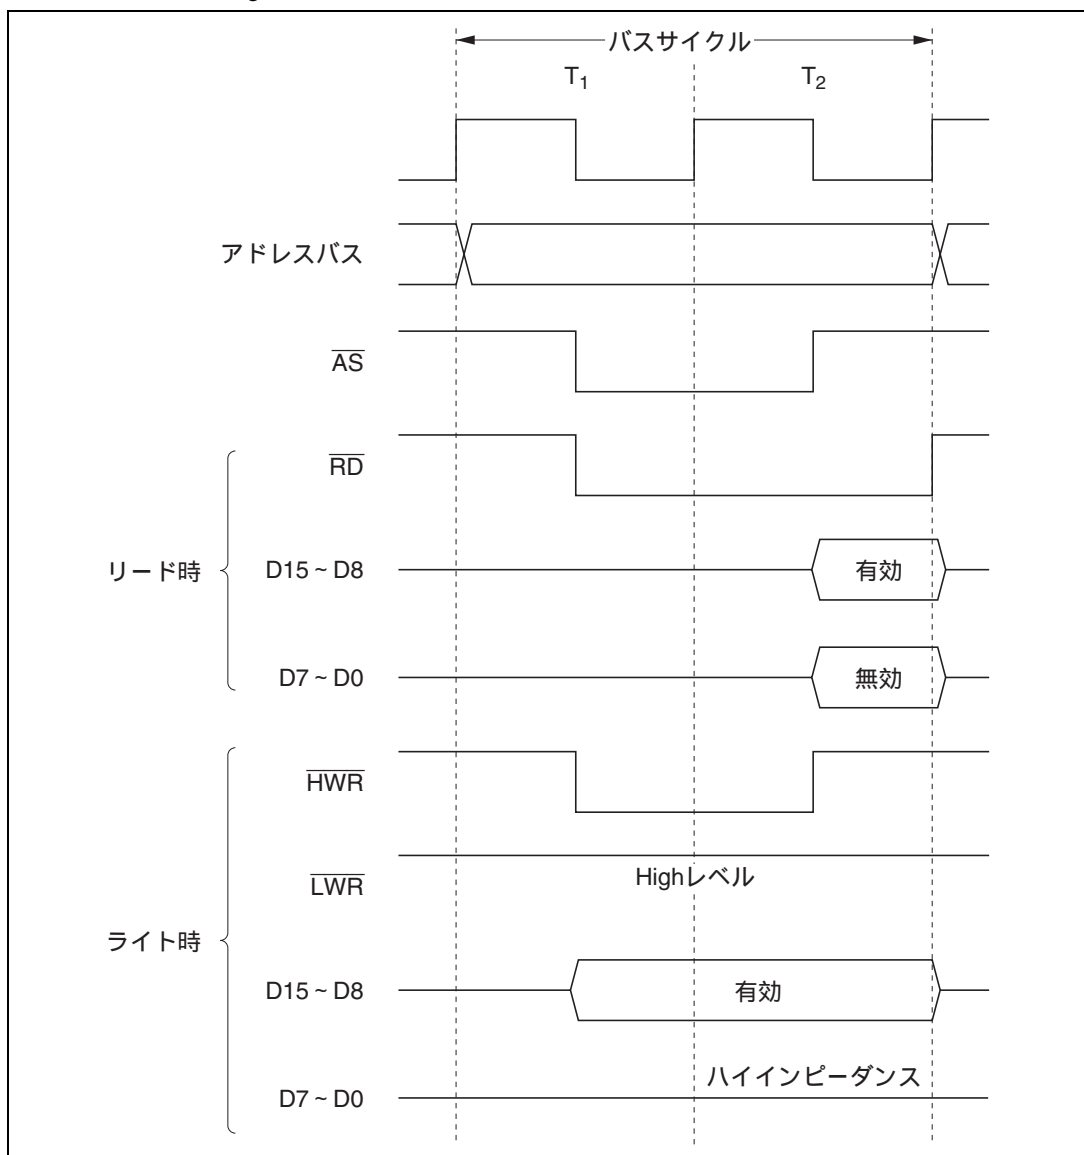 バスサイクル
T1 T2
アドレスバス
AS
RD
リード時
D15 ~ D8
有効
D7 ~ D0
無効
HWR
LWR
Highレベル
ライト時
D15 ~ D8
有効
D7 ~ D0
ハイインピーダンス